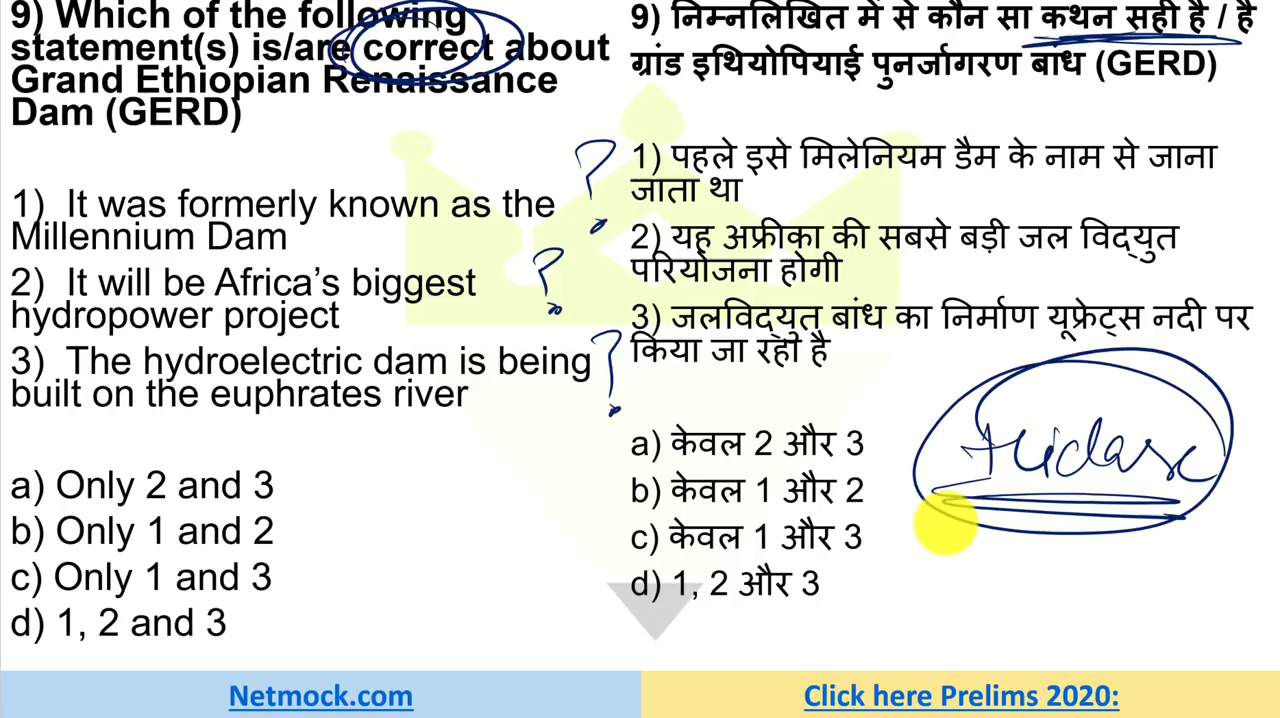 9) Which of the following
statement(s) is/are correct about
Grand Ethiopian Renaissance
Dam (GERD)
1) It was formerly known as the
Millennium Dam
2) It will be Africa’s biggest
hydropower project
3) The hydroelectric dam is being
built on the euphrates river
a) Only 2 and 3
b) Only 1 and 2
c) Only 1 and 3
d) 1, 2 and 3
9) निम्नलिखित में से कौन सा कथन सही है / है
ग्रांड इथियोपियाई पुनर्जागरण बांध (GERD)
1) पहले इसे मिलेनियम डैम के नाम से जाना
जाता था
2) यह अफ्रीका की सबसे बड़ी जल विद्युत
परियोजना होगी
3) जलविद्युत बांध का निर्माण यूफ्रेट्स नदी पर
किया जा रहा है
a) केवल 2 और 3
b) केवल 1 और 2
c) केवल 1 और 3
d) 1, 2 और 3
?
?
?
Netmock.com
Click here Prelims 2020: